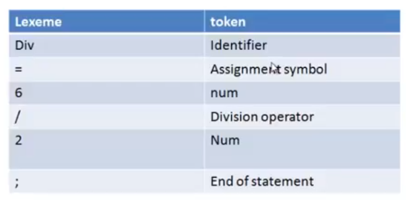 Lexeme token
Div Identifier
= Assignment symbol
6 num
/ Division operator
2 Num
; End of statement